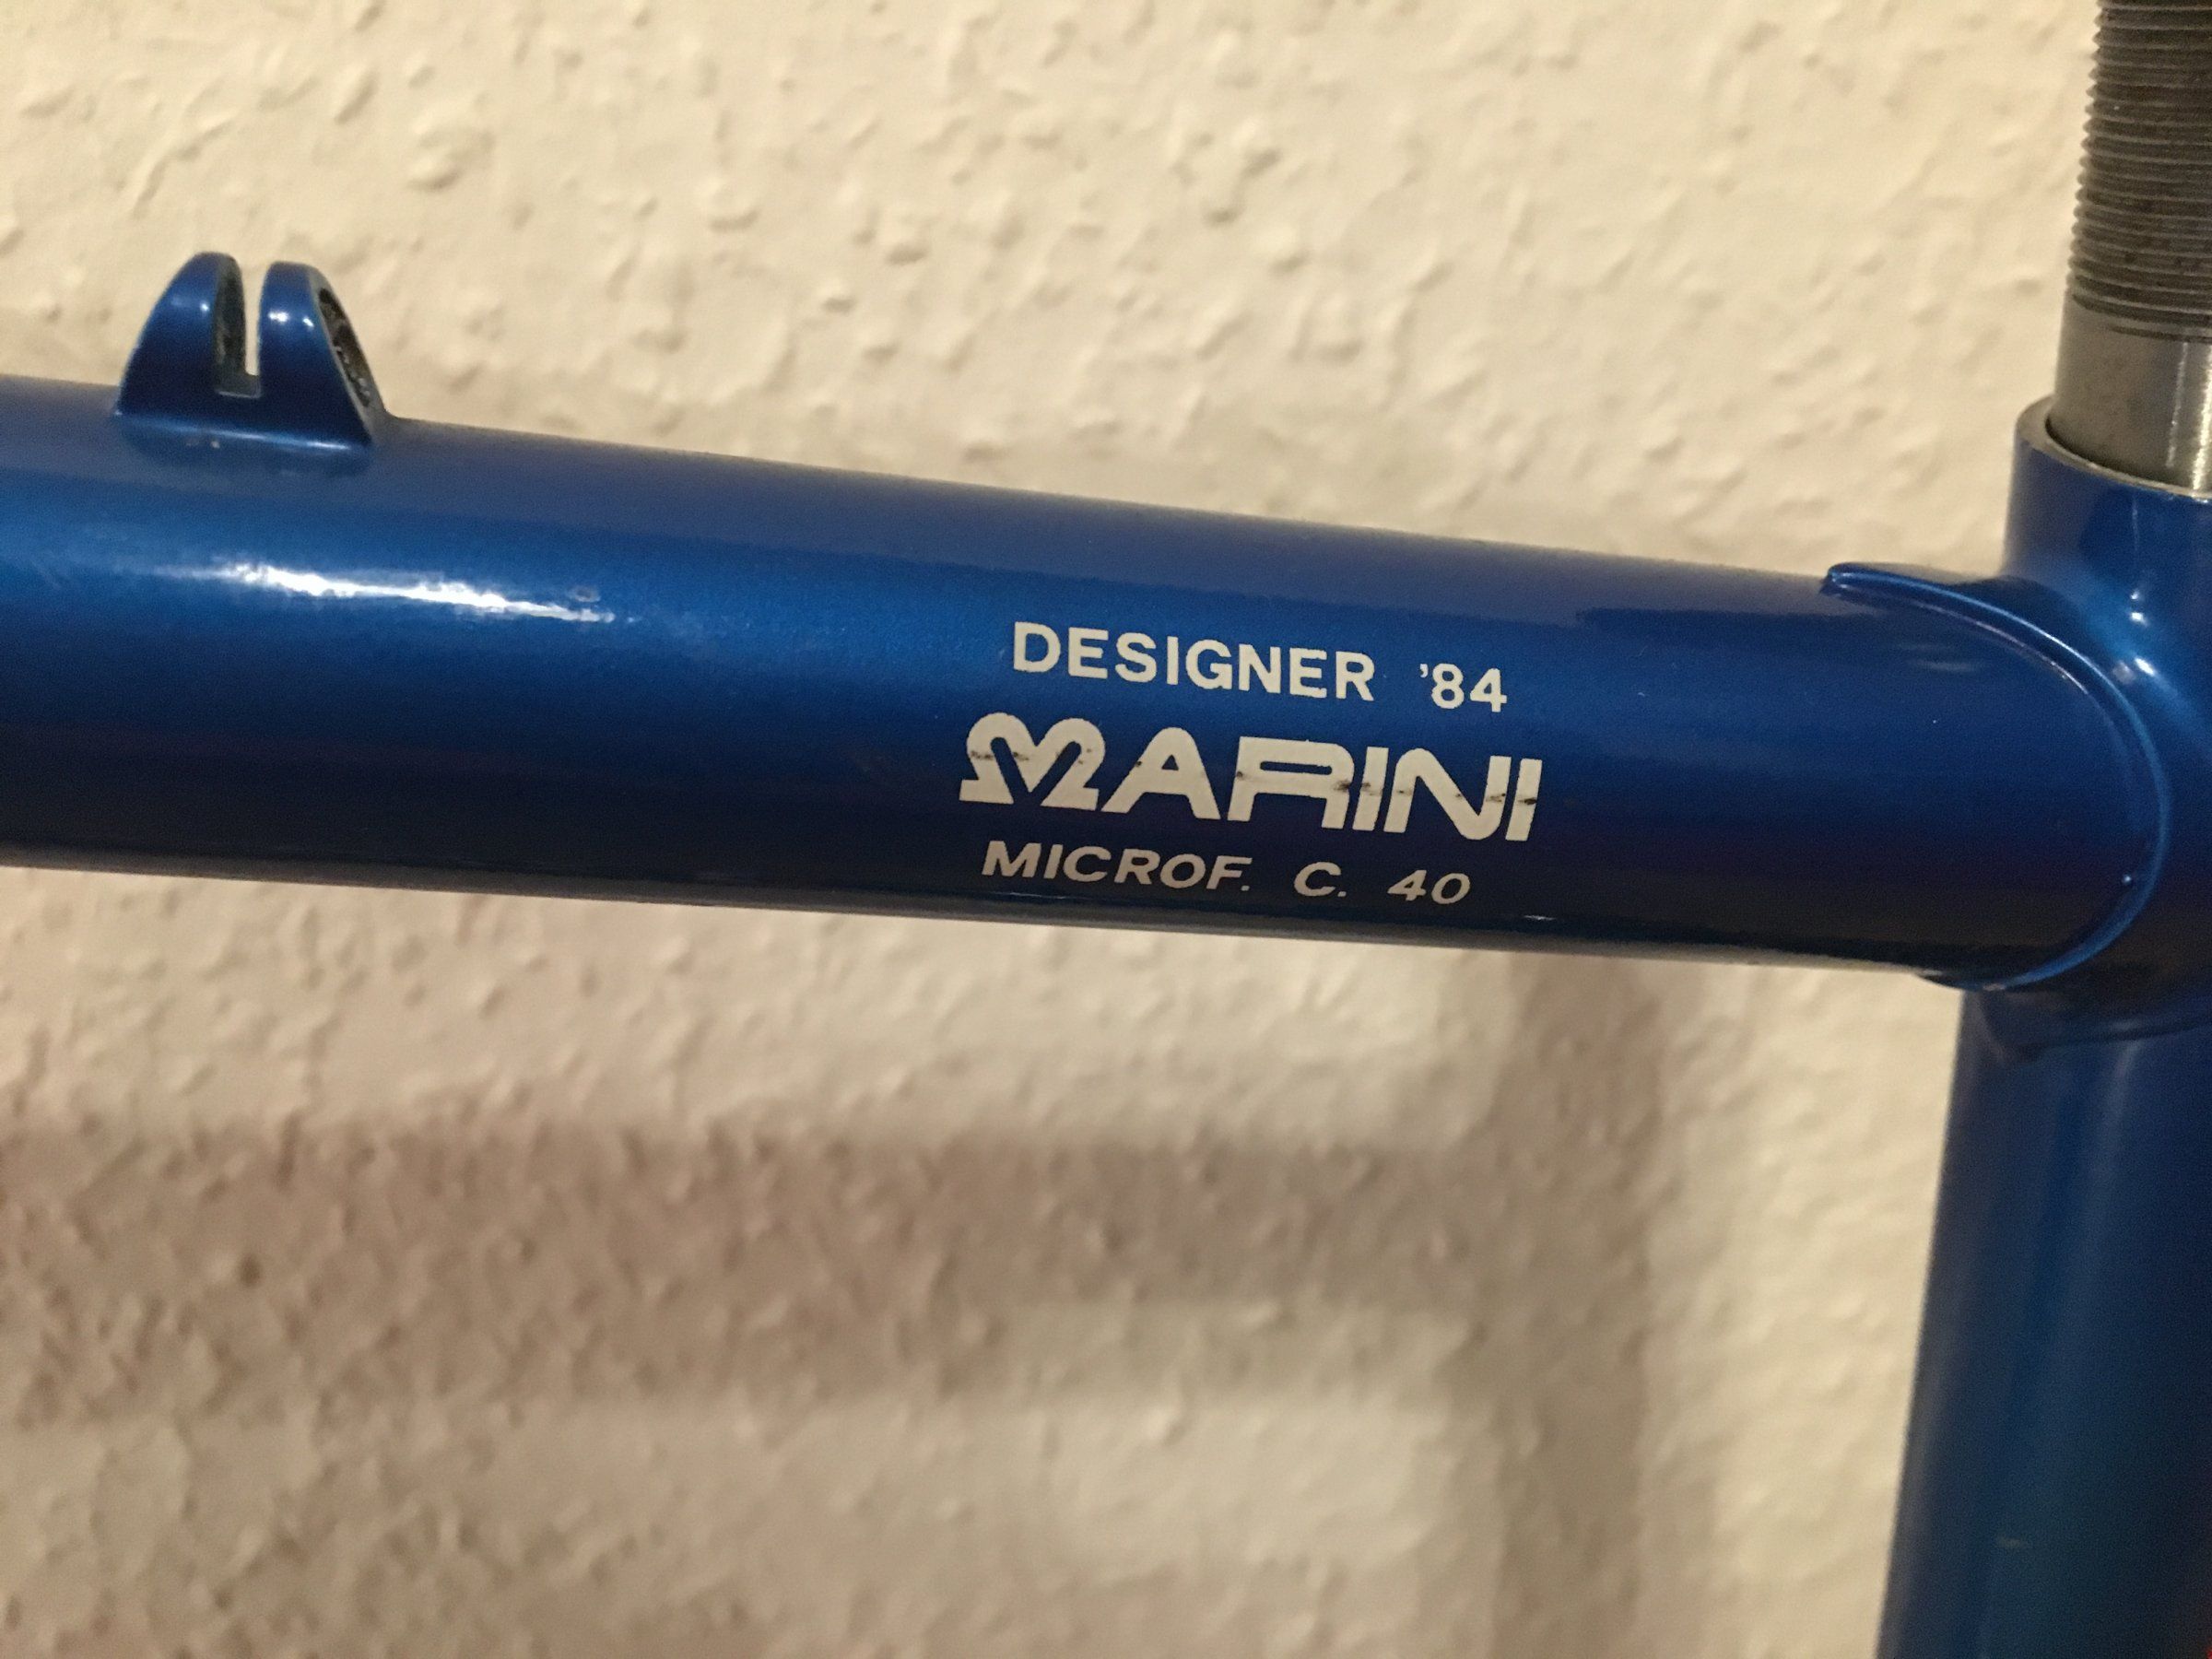 DESIGNER '84
MARINI
MICROF. C. 40